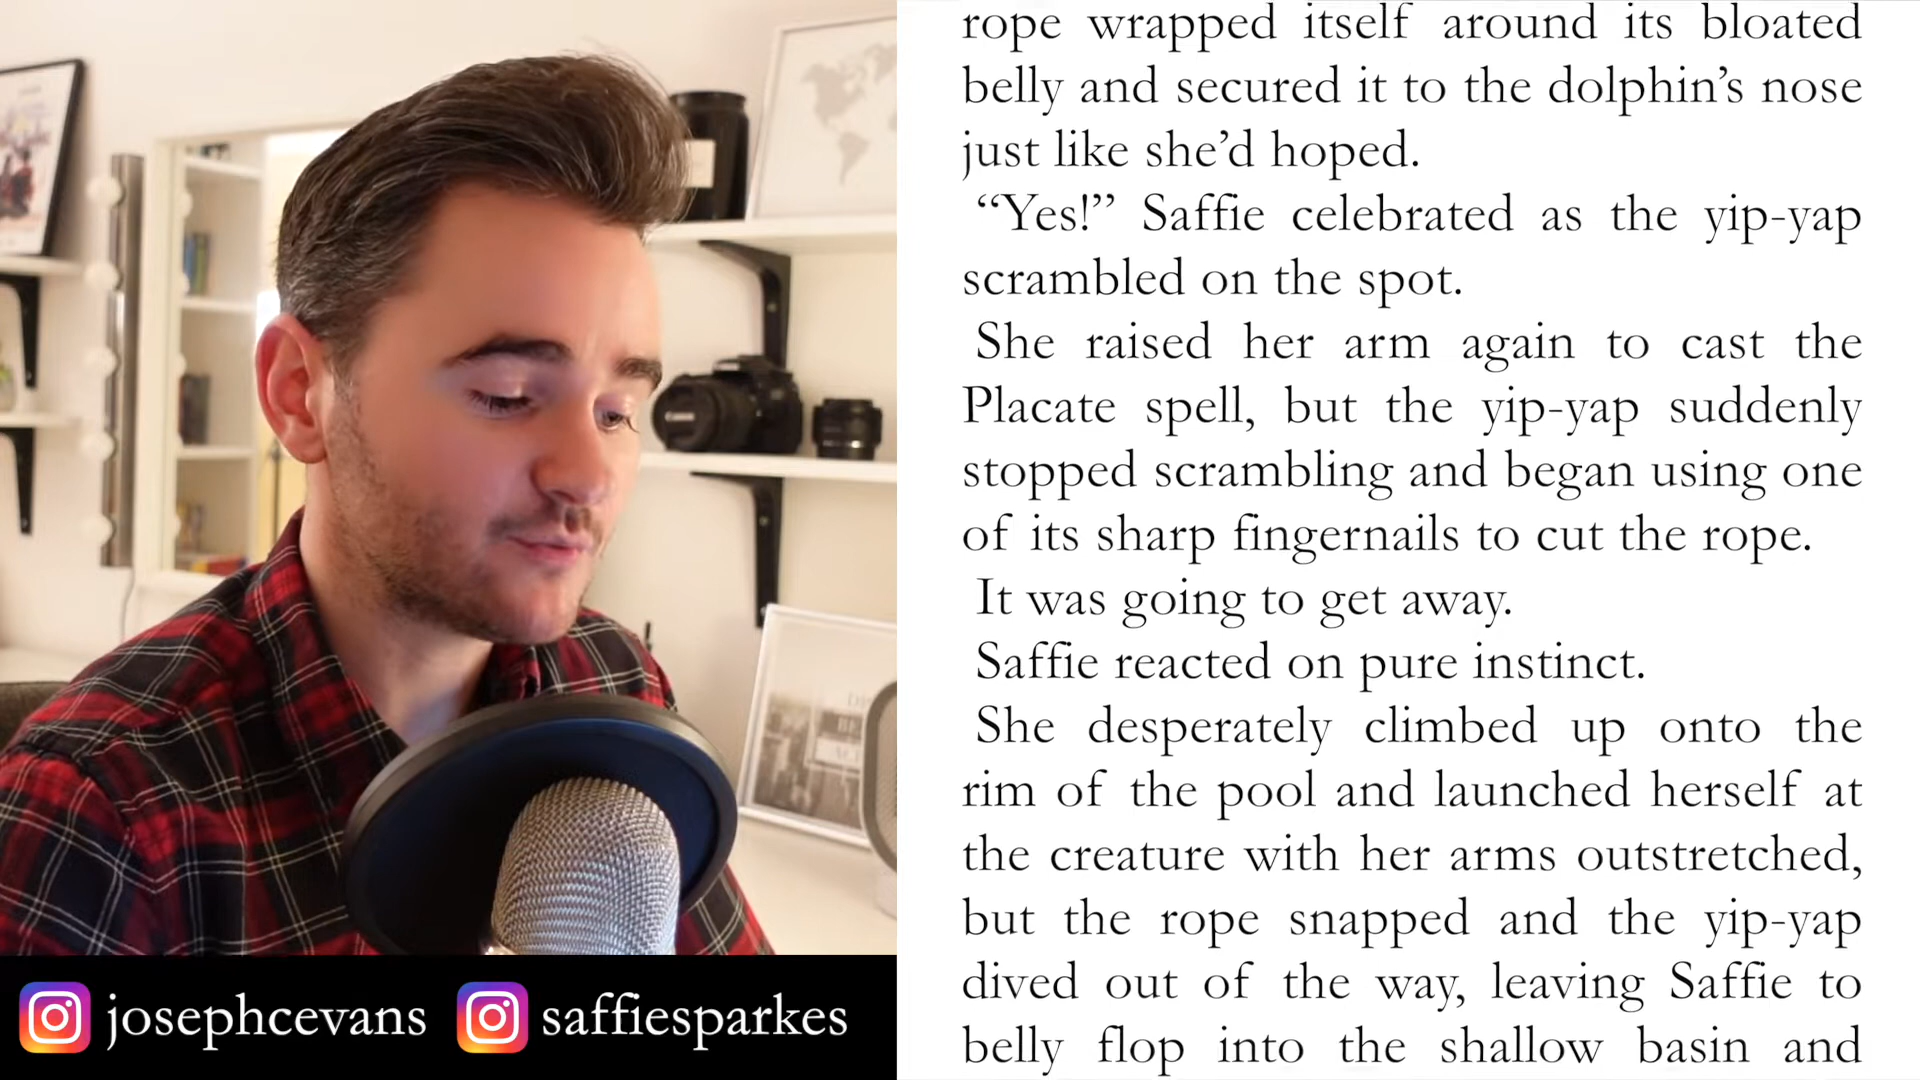 rope wrapped itself around its bloated
belly and secured it to the dolphin’s nose
just like she’d hoped.
“Yes!” Saffie celebrated as the yip-yap
scrambled on the spot.
She raised her arm again to cast the
Placate spell, but the yip-yap suddenly
stopped scrambling and began using one
of its sharp fingernails to cut the rope.
It was going to get away.
Saffie reacted on pure instinct.
She desperately climbed up onto the
rim of the pool and launched herself at
the creature with her arms outstretched,
but the rope snapped and the yip-yap
dived out of the way, leaving Saffie to
belly flop into the shallow basin and
josephcevans saffiesparkes